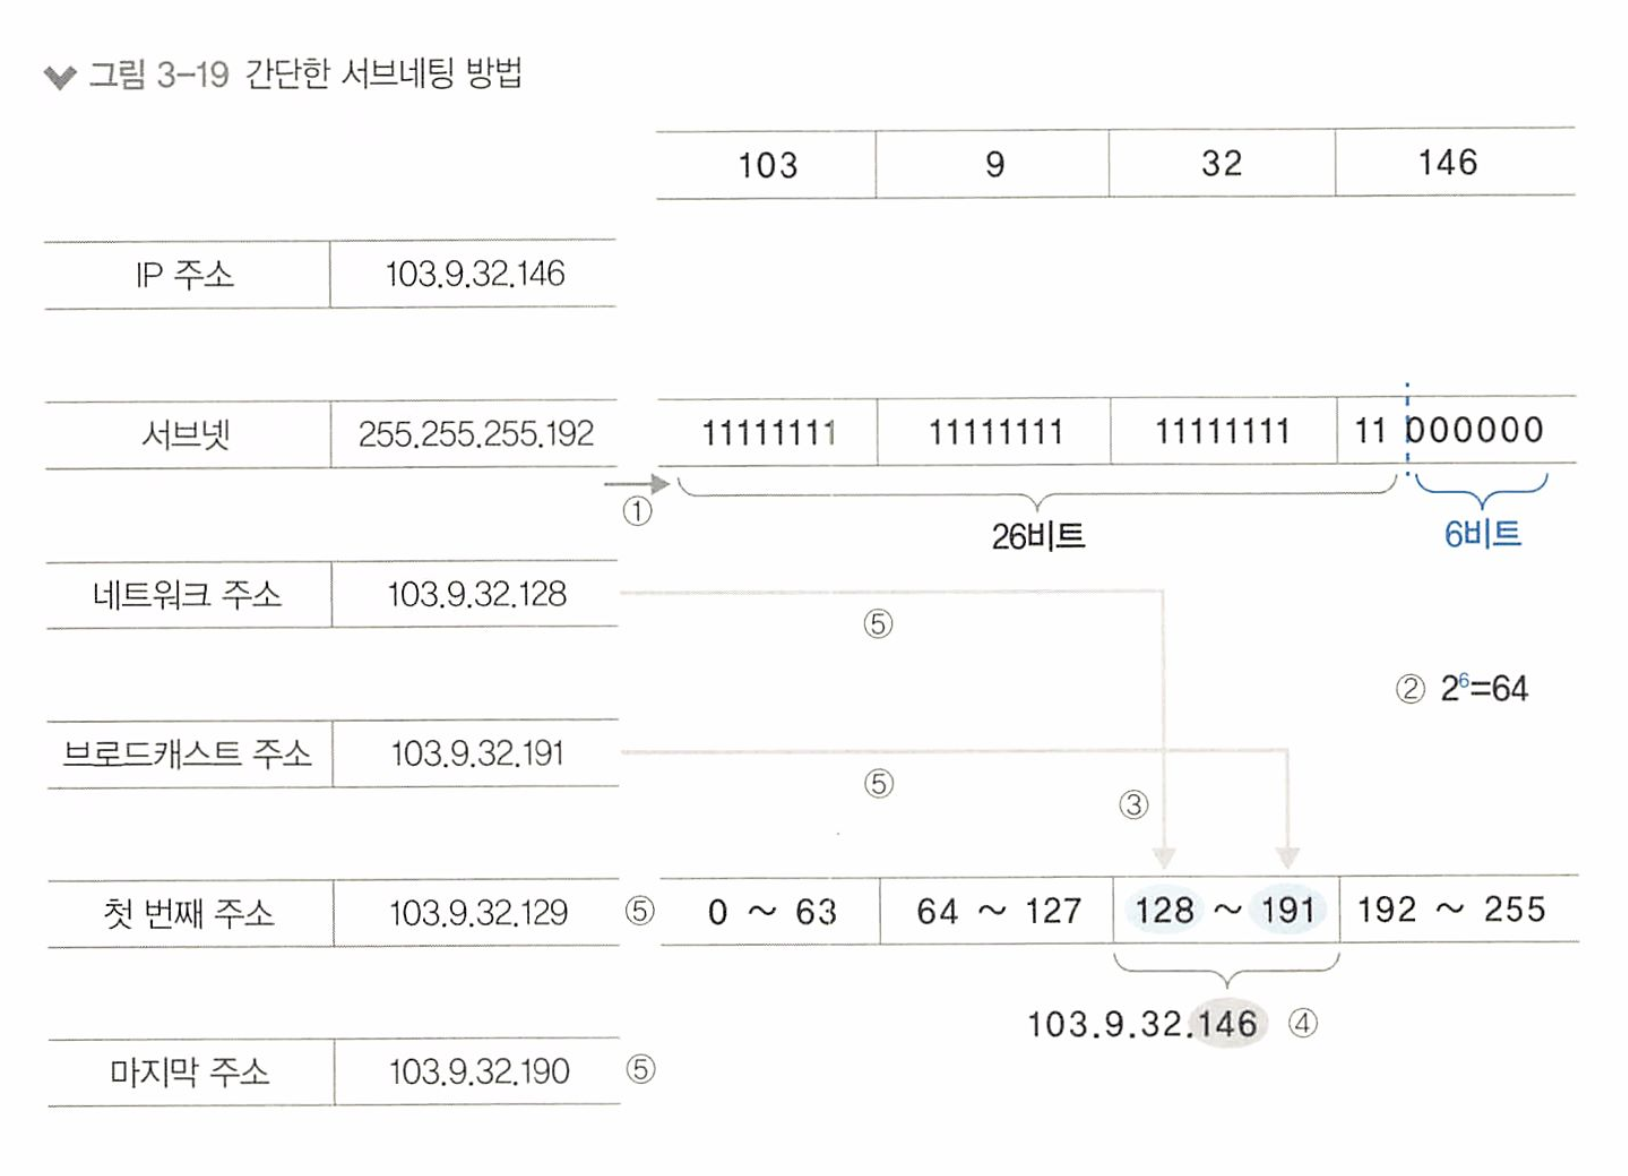 그림 3-19 간단한 서브네팅 방법
103 9 32 146
IP 주소 103.9.32.146
서브넷 255.255.255.192 11111111 11111111 11111111 11 000000
①
26비트 6비트
네트워크 주소 103.9.32.128
⑤
② 2⁶=64
브로드캐스트 주소 103.9.32.191
⑤
③
첫 번째 주소 103.9.32.129 ⑤ 0 ~ 63 64 ~ 127 128 ~ 191 192 ~ 255
103.9.32.146 ④
마지막 주소 103.9.32.190 ⑤